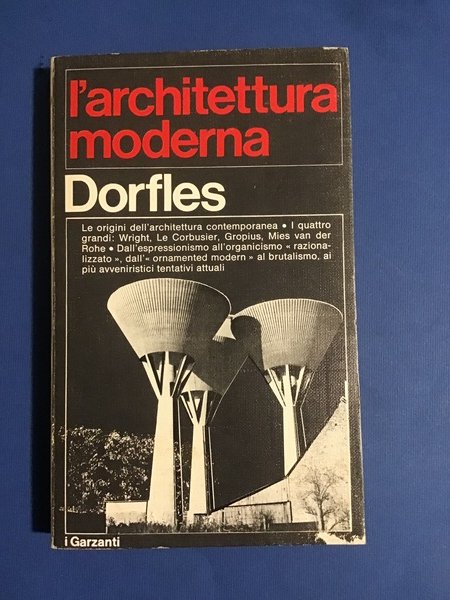 l'architettura
moderna
Dorfles
Le origini dell'architettura contemporanea • I quattro
grandi: Wright, Le Corbusier, Gropius, Mies van der
Rohe • Dall'espressionismo all'organicismo « raziona-
lizzato », dall'« ornamented modern » al brutalismo, ai
più avveniristici tentativi attuali
i Garzanti